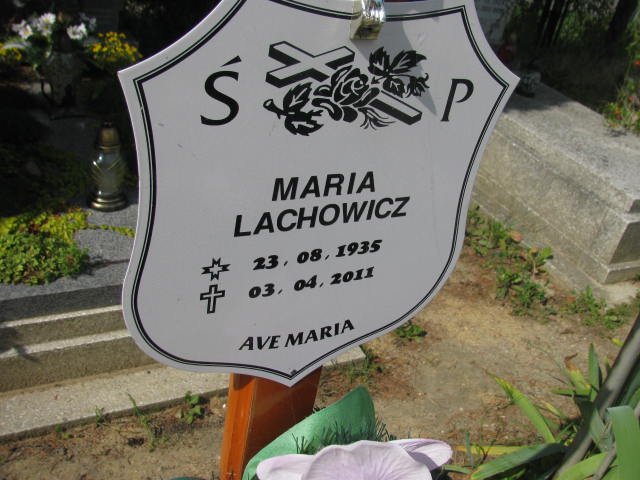 Ś P
MARIA
LACHOWICZ
23. 08. 1935
03. 04. 2011
AVE MARIA